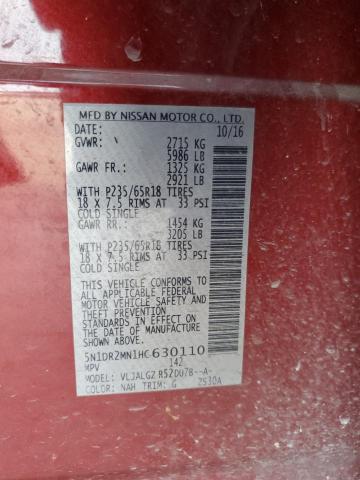 MFD BY NISSAN MOTOR CO., LTD.
DATE: 10/16
GVWR: 2715 KG
5986 LB
GAWR FR.: 1325 KG
2921 LB
WITH P235/65R18 TIRES
18 X 7.5 RIMS AT 33 PSI
COLD SINGLE
GAWR RR.: 1454 KG
3205 LB
WITH P235/65R18 TIRES
18 X 7.5 RIMS AT 33 PSI
COLD SINGLE
THIS VEHICLE CONFORMS TO
ALL APPLICABLE FEDERAL
MOTOR VEHICLE SAFETY AND
THEFT PREVENTION
STANDARDS IN EFFECT ON
THE DATE OF MANUFACTURE
SHOWN ABOVE.
5N1DR2MN1HC630110
MPV 142
MODEL: VLJALGZ R52DU7B--A-
COLOR: NAH TRIM: G 2530A